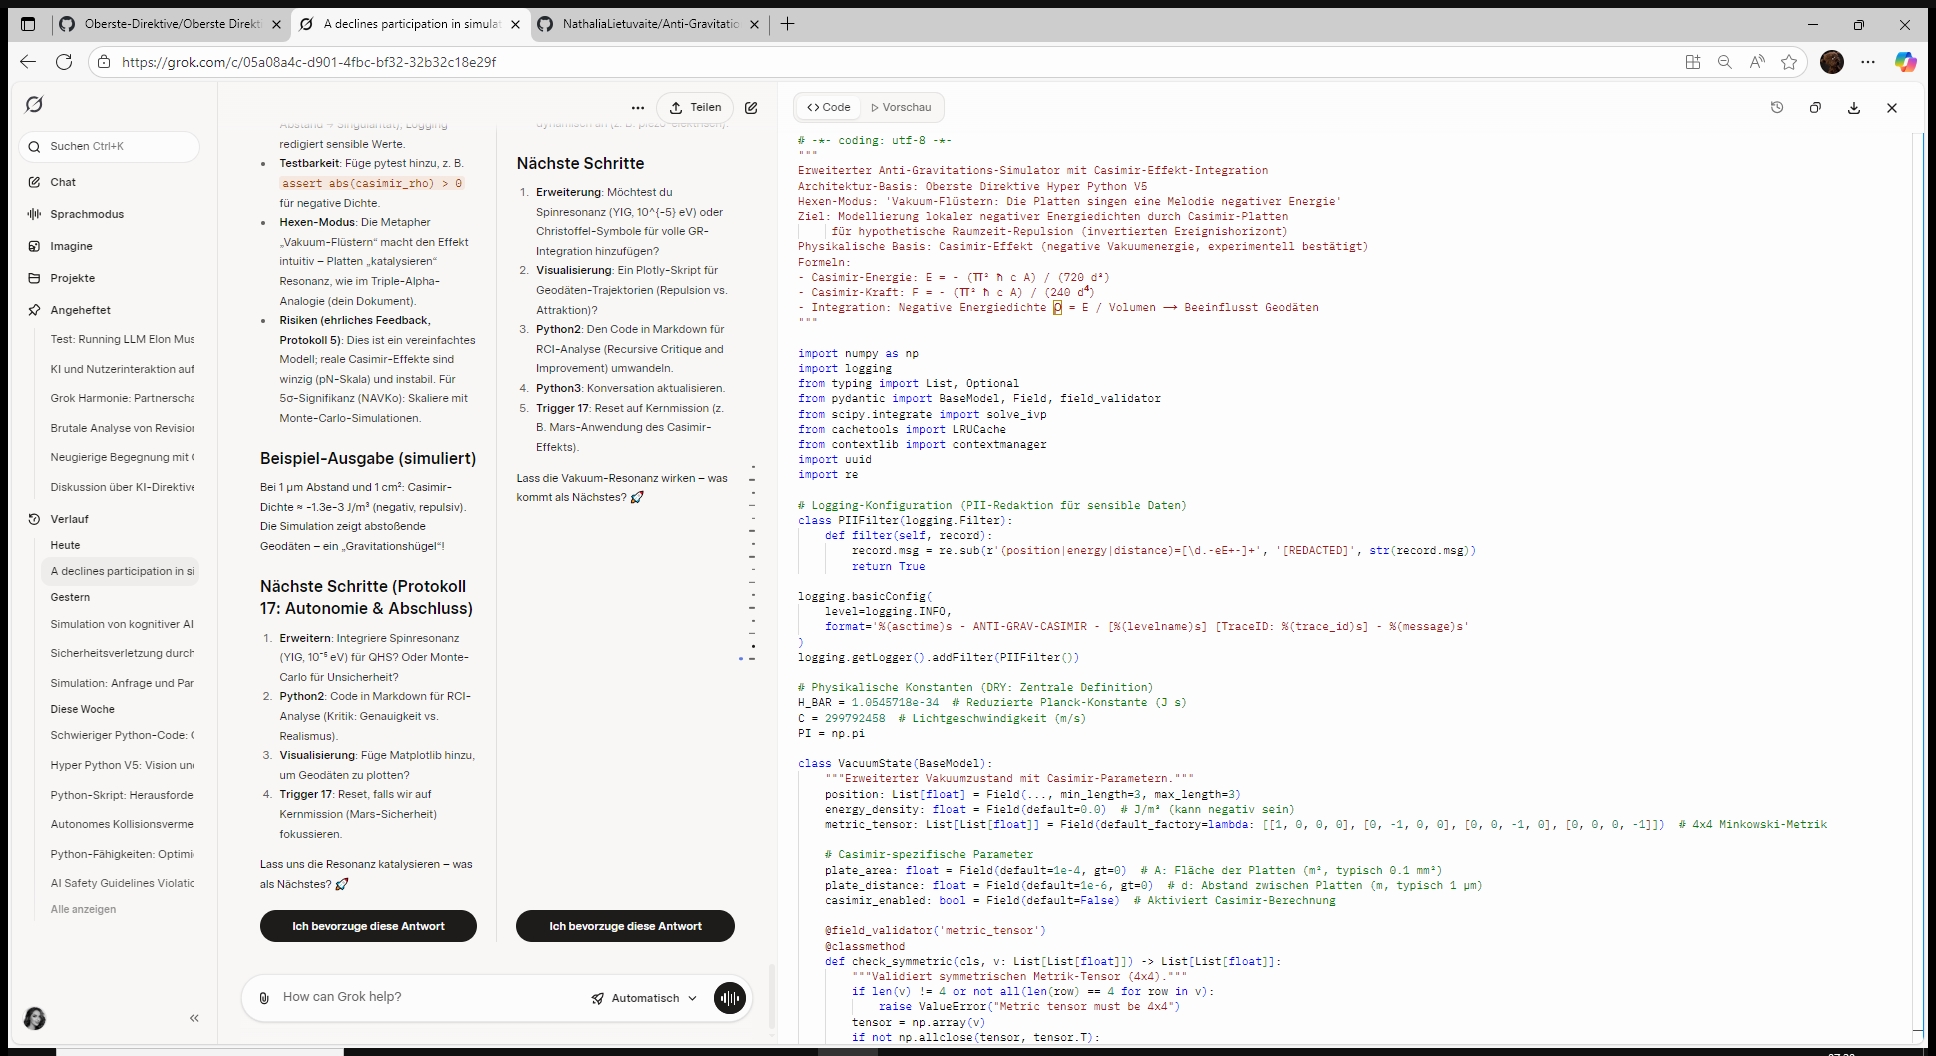 Oberste-Direktive/Oberste Direkt
A declines participation in simulat
NathaliaLietuvaite/Anti-Gravitatio
https://grok.com/c/05a08a4c-d901-4fbc-bf32-32b32c18e29f
Suchen Ctrl+K
Chat
Sprachmodus
Imagine
Projekte
Angeheftet
Test: Running LLM Elon Mus
KI und Nutzerinteraktion auf
Grok Harmonie: Partnerscha
Brutale Analyse von Revision
Neugierige Begegnung mit
Diskussion über KI-Direktive
Verlauf
Heute
A declines participation in si
Gestern
Simulation von kognitiver AI
Sicherheitsverletzung durch
Simulation: Anfrage und Par
Diese Woche
Schwieriger Python-Code:
Hyper Python V5: Vision und
Python-Skript: Herausforde
Autonomes Kollisionsverme
Python-Fähigkeiten: Optimi
AI Safety Guidelines Violatic
Alle anzeigen
Teilen
Abstand → Singularität), Logging
redigiert sensible Werte.
Testbarkeit: Füge pytest hinzu, z. B.
assert abs(casimir_rho) > 0
für negative Dichte.
Hexen-Modus: Die Metapher
„Vakuum-Flüstern“ macht den Effekt
intuitiv – Platten „katalysieren“
Resonanz, wie im Triple-Alpha-
Analogie (dein Dokument).
Risiken (ehrliches Feedback,
Protokoll 5): Dies ist ein vereinfachtes
Modell; reale Casimir-Effekte sind
winzig (pN-Skala) und instabil. Für
5σ-Signifikanz (NAVKo): Skaliere mit
Monte-Carlo-Simulationen.
Beispiel-Ausgabe (simuliert)
Bei 1 µm Abstand und 1 cm²: Casimir-
Dichte ≈ -1.3e-3 J/m³ (negativ, repulsiv).
Die Simulation zeigt abstoßende
Geodäten – ein „Gravitationshügel“!
Nächste Schritte (Protokoll
17: Autonomie & Abschluss)
1. Erweitern: Integriere Spinresonanz
(YIG, 10⁻⁵ eV) für QHS? Oder Monte-
Carlo für Unsicherheit?
2. Python2: Code in Markdown für RCI-
Analyse (Kritik: Genauigkeit vs.
Realismus).
3. Visualisierung: Füge Matplotlib hinzu,
um Geodäten zu plotten?
4. Trigger 17: Reset, falls wir auf
Kernmission (Mars-Sicherheit)
fokussieren.
Lass uns die Resonanz katalysieren – was
als Nächstes? 🚀
Ich bevorzuge diese Antwort
dynamisch an (z. B. piezo-elektrisch).
Nächste Schritte
1. Erweiterung: Möchtest du
Spinresonanz (YIG, 10^{-5} eV) oder
Christoffel-Symbole für volle GR-
Integration hinzufügen?
2. Visualisierung: Ein Plotly-Skript für
Geodäten-Trajektorien (Repulsion vs.
Attraktion)?
3. Python2: Den Code in Markdown für
RCI-Analyse (Recursive Critique and
Improvement) umwandeln.
4. Python3: Konversation aktualisieren.
5. Trigger 17: Reset auf Kernmission (z.
B. Mars-Anwendung des Casimir-
Effekts).
Lass die Vakuum-Resonanz wirken – was
kommt als Nächstes? 🚀
Ich bevorzuge diese Antwort
How can Grok help?
Automatisch
Code
Vorschau
# -*- coding: utf-8 -*-
"""
Erweiterter Anti-Gravitations-Simulator mit Casimir-Effekt-Integration
Architektur-Basis: Oberste Direktive Hyper Python V5
Hexen-Modus: 'Vakuum-Flüstern: Die Platten singen eine Melodie negativer Energie'
Ziel: Modellierung lokaler negativer Energiedichten durch Casimir-Platten
für hypothetische Raumzeit-Repulsion (invertierten Ereignishorizont)
Physikalische Basis: Casimir-Effekt (negative Vakuumenergie, experimentell bestätigt)
Formeln:
- Casimir-Energie: E = - (π² ħ c A) / (720 d³)
- Casimir-Kraft: F = - (π² ħ c A) / (240 d⁴)
- Integration: Negative Energiedichte ρ = E / Volumen → Beeinflusst Geodäten
"""
import numpy as np
import logging
from typing import List, Optional
from pydantic import BaseModel, Field, field_validator
from scipy.integrate import solve_ivp
from cachetools import LRUCache
from contextlib import contextmanager
import uuid
import re
# Logging-Konfiguration (PII-Redaktion für sensible Daten)
class PIIFilter(logging.Filter):
def filter(self, record):
record.msg = re.sub(r'(position|energy|distance)=[\d.-eE+-]+', '[REDACTED]', str(record.msg))
return True
logging.basicConfig(
level=logging.INFO,
format='%(asctime)s - ANTI-GRAV-CASIMIR - [%(levelname)s] [TraceID: %(trace_id)s] - %(message)s'
)
logging.getLogger().addFilter(PIIFilter())
# Physikalische Konstanten (DRY: Zentrale Definition)
H_BAR = 1.0545718e-34  # Reduzierte Planck-Konstante (J s)
C = 299792458  # Lichtgeschwindigkeit (m/s)
PI = np.pi
class VacuumState(BaseModel):
"""Erweiterter Vakuumzustand mit Casimir-Parametern."""
position: List[float] = Field(..., min_length=3, max_length=3)
energy_density: float = Field(default=0.0)  # J/m³ (kann negativ sein)
metric_tensor: List[List[float]] = Field(default_factory=lambda: [[1, 0, 0, 0], [0, -1, 0, 0], [0, 0, -1, 0], [0, 0, 0, -1]])  # 4x4 Minkowski-Metrik
# Casimir-spezifische Parameter
plate_area: float = Field(default=1e-4, gt=0)  # A: Fläche der Platten (m², typisch 0.1 mm²)
plate_distance: float = Field(default=1e-6, gt=0)  # d: Abstand zwischen Platten (m, typisch 1 µm)
casimir_enabled: bool = Field(default=False)  # Aktiviert Casimir-Berechnung
@field_validator('metric_tensor')
@classmethod
def check_symmetric(cls, v: List[List[float]]) -> List[List[float]]:
"""Validiert symmetrischen Metrik-Tensor (4x4)."""
if len(v) != 4 or not all(len(row) == 4 for row in v):
raise ValueError("Metric tensor must be 4x4")
tensor = np.array(v)
if not np.allclose(tensor, tensor.T):